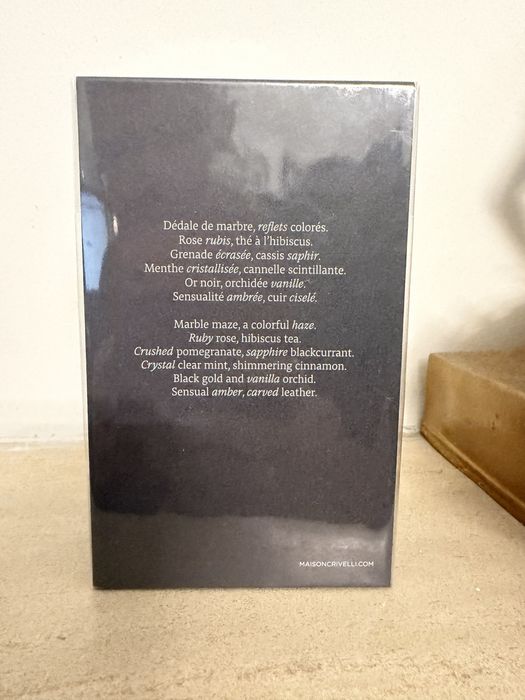 Dédale de marbre, reflets colorés.
Rose rubis, thé à l'hibiscus.
Grenade écrasée, cassis saphir.
Menthe cristallisée, cannelle scintillante.
Or noir, orchidée vanille.
Sensualité ambrée, cuir ciselé.
Marble maze, a colorful haze.
Ruby rose, hibiscus tea.
Crushed pomegranate, sapphire blackcurrant.
Crystal clear mint, shimmering cinnamon.
Black gold and vanilla orchid.
Sensual amber, carved leather.
MAISONCRIVELLI.COM